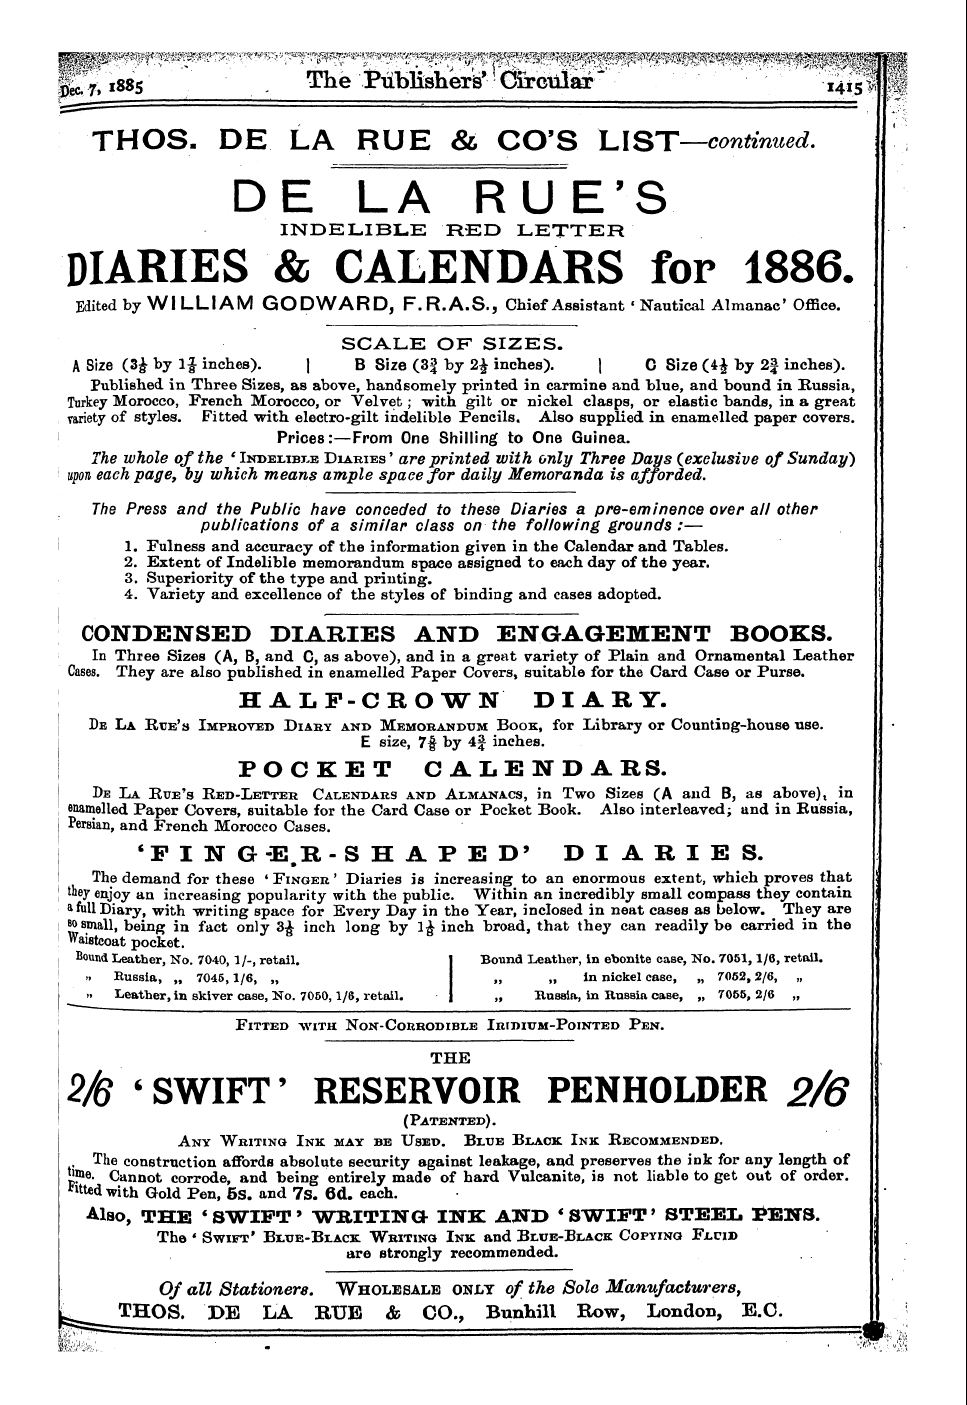 Dec. 7, 1885 The Publishers' Circular 1415
THOS. DE LA RUE & CO'S LIST—continued.
DE LA RUE'S
INDELIBLE RED LETTER
DIARIES & CALENDARS for 1886.
Edited by WILLIAM GODWARD, F.R.A.S., Chief Assistant ' Nautical Almanac' Office.
SCALE OF SIZES.
A Size (3⅛ by 1⅞ inches). | B Size (3¾ by 2½ inches). | C Size (4½ by 2¾ inches).
Published in Three Sizes, as above, handsomely printed in carmine and blue, and bound in Russia,
Turkey Morocco, French Morocco, or Velvet ; with gilt or nickel clasps, or elastic bands, in a great
variety of styles. Fitted with electro-gilt indelible Pencils. Also supplied in enamelled paper covers.
Prices:—From One Shilling to One Guinea.
The whole of the ' INDELIBLE DIARIES ' are printed with only Three Days (exclusive of Sunday)
upon each page, by which means ample space for daily Memoranda is afforded.
The Press and the Public have conceded to these Diaries a pre-eminence over all other
publications of a similar class on the following grounds :—
1. Fulness and accuracy of the information given in the Calendar and Tables.
2. Extent of Indelible memorandum space assigned to each day of the year.
3. Superiority of the type and printing.
4. Variety and excellence of the styles of binding and cases adopted.
CONDENSED DIARIES AND ENGAGEMENT BOOKS.
In Three Sizes (A, B, and C, as above), and in a great variety of Plain and Ornamental Leather
Cases. They are also published in enamelled Paper Covers, suitable for the Card Case or Purse.
HALF-CROWN DIARY.
DE LA RUE'S IMPROVED DIARY AND MEMORANDUM BOOK, for Library or Counting-house use.
E size, 7⅝ by 4¾ inches.
POCKET CALENDARS.
DE LA RUE'S RED-LETTER CALENDARS AND ALMANACS, in Two Sizes (A and B, as above), in
enamelled Paper Covers, suitable for the Card Case or Pocket Book. Also interleaved; and in Russia,
Persian, and French Morocco Cases.
'FINGER-SHAPED' DIARIES.
The demand for these ' FINGER ' Diaries is increasing to an enormous extent, which proves that
they enjoy an increasing popularity with the public. Within an incredibly small compass they contain
a full Diary, with writing space for Every Day in the Year, inclosed in neat cases as below. They are
so small, being in fact only 3⅛ inch long by 1⅛ inch broad, that they can readily be carried in the
Waistcoat pocket.
Bound Leather, No. 7040, 1/-, retail.
" Russia, " 7045, 1/6, "
" Leather, in skiver case, No. 7050, 1/6, retail.
Bound Leather, in ebonite case, No. 7051, 1/6, retail.
" " in nickel case, " 7052, 2/6, "
" Russia, in Russia case, " 7055, 2/6 "
FITTED WITH NON-CORRODIBLE IRIDIUM-POINTED PEN.
THE
2/6 'SWIFT' RESERVOIR PENHOLDER 2/6
(PATENTED).
ANY WRITING INK MAY BE USED. BLUE BLACK INK RECOMMENDED.
The construction affords absolute security against leakage, and preserves the ink for any length of
time. Cannot corrode, and being entirely made of hard Vulcanite, is not liable to get out of order.
Fitted with Gold Pen, 5s. and 7s. 6d. each.
Also, THE 'SWIFT' WRITING INK AND 'SWIFT' STEEL PENS.
The ' SWIFT' BLUE-BLACK WRITING INK and BLUE-BLACK COPYING FLUID
are strongly recommended.
Of all Stationers. WHOLESALE ONLY of the Sole Manufacturers,
THOS. DE LA RUE & CO., Bunhill Row, London, E.C.